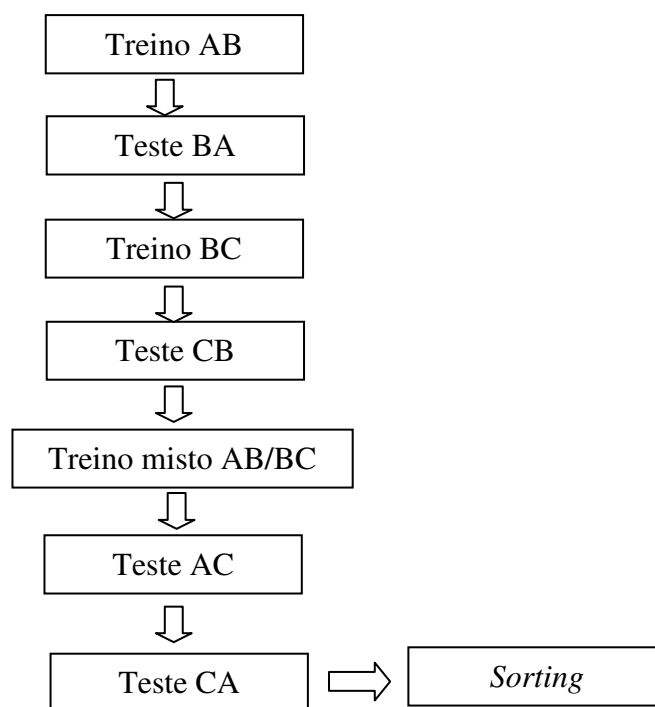 Treino AB
Teste BA
Treino BC
Teste CB
Treino misto AB/BC
Teste AC
Teste CA
Sorting